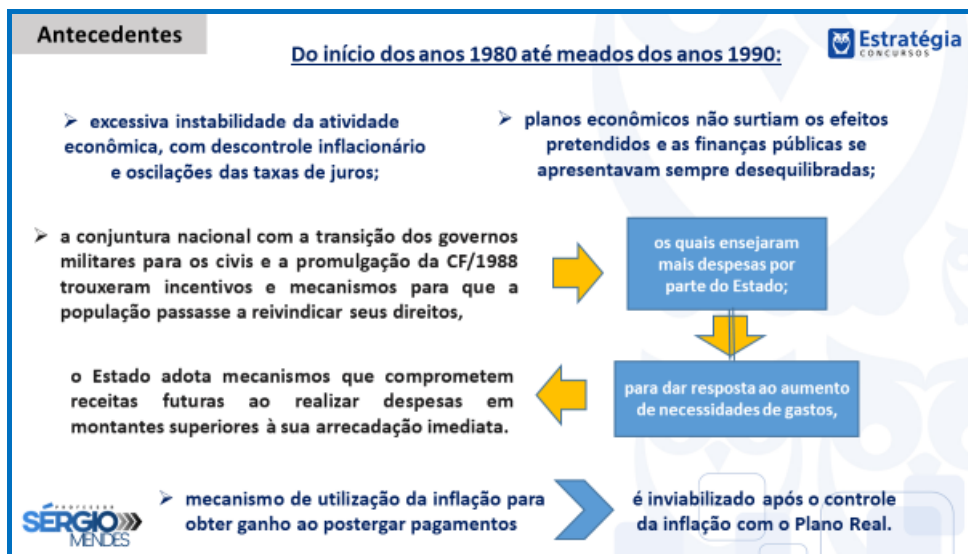 Antecedentes
Do início dos anos 1980 até meados dos anos 1990:
Estratégia
CONCURSOS
➢ excessiva instabilidade da atividade
econômica, com descontrole inflacionário
e oscilações das taxas de juros;
➢ planos econômicos não surtiam os efeitos
pretendidos e as finanças públicas se
apresentavam sempre desequilibradas;
➢ a conjuntura nacional com a transição dos governos
militares para os civis e a promulgação da CF/1988
trouxeram incentivos e mecanismos para que a
população passasse a reivindicar seus direitos,
os quais ensejaram
mais despesas por
parte do Estado;
para dar resposta ao aumento
de necessidades de gastos,
o Estado adota mecanismos que comprometem
receitas futuras ao realizar despesas em
montantes superiores à sua arrecadação imediata.
➢ mecanismo de utilização da inflação para
obter ganho ao postergar pagamentos
é inviabilizado após o controle
da inflação com o Plano Real.
PROFESSOR
SÉRGIO
MENDES